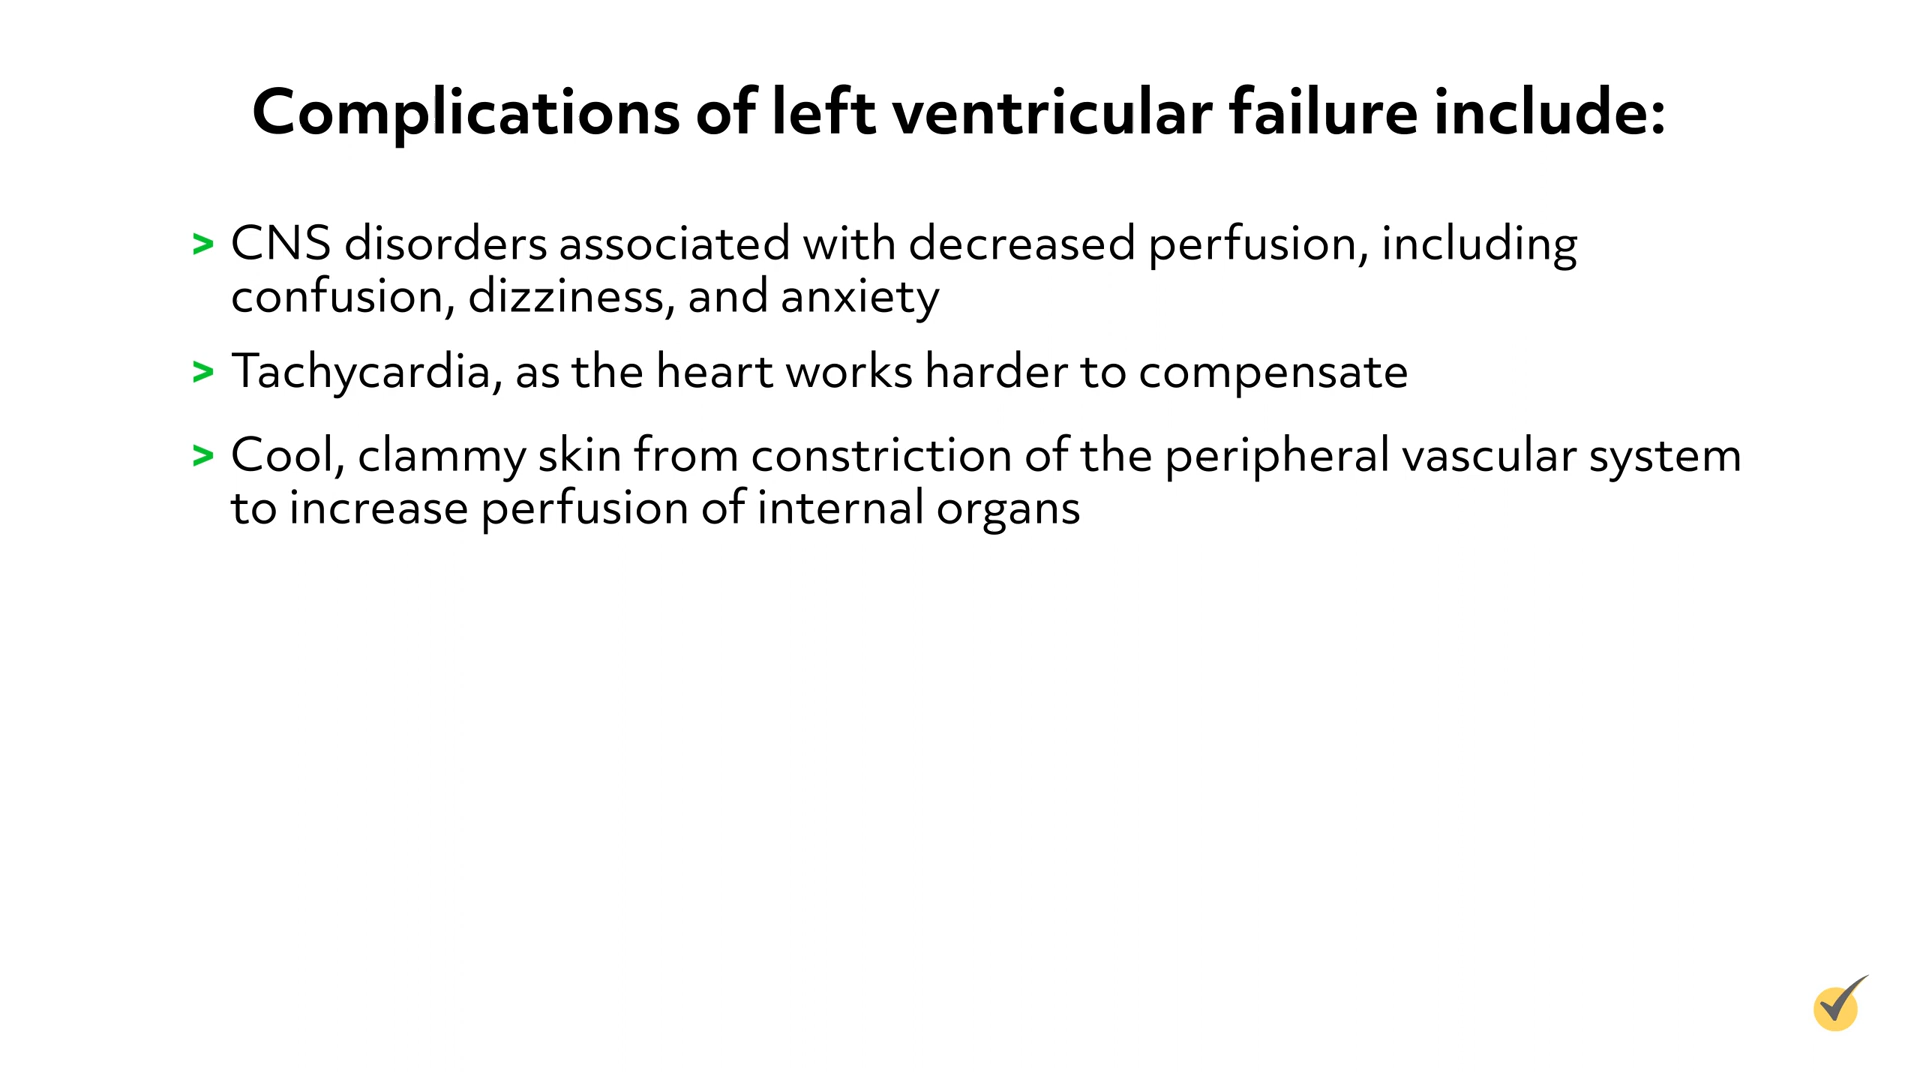 Complications of left ventricular failure include:
> CNS disorders associated with decreased perfusion, including
confusion, dizziness, and anxiety
> Tachycardia, as the heart works harder to compensate
> Cool, clammy skin from constriction of the peripheral vascular system
to increase perfusion of internal organs